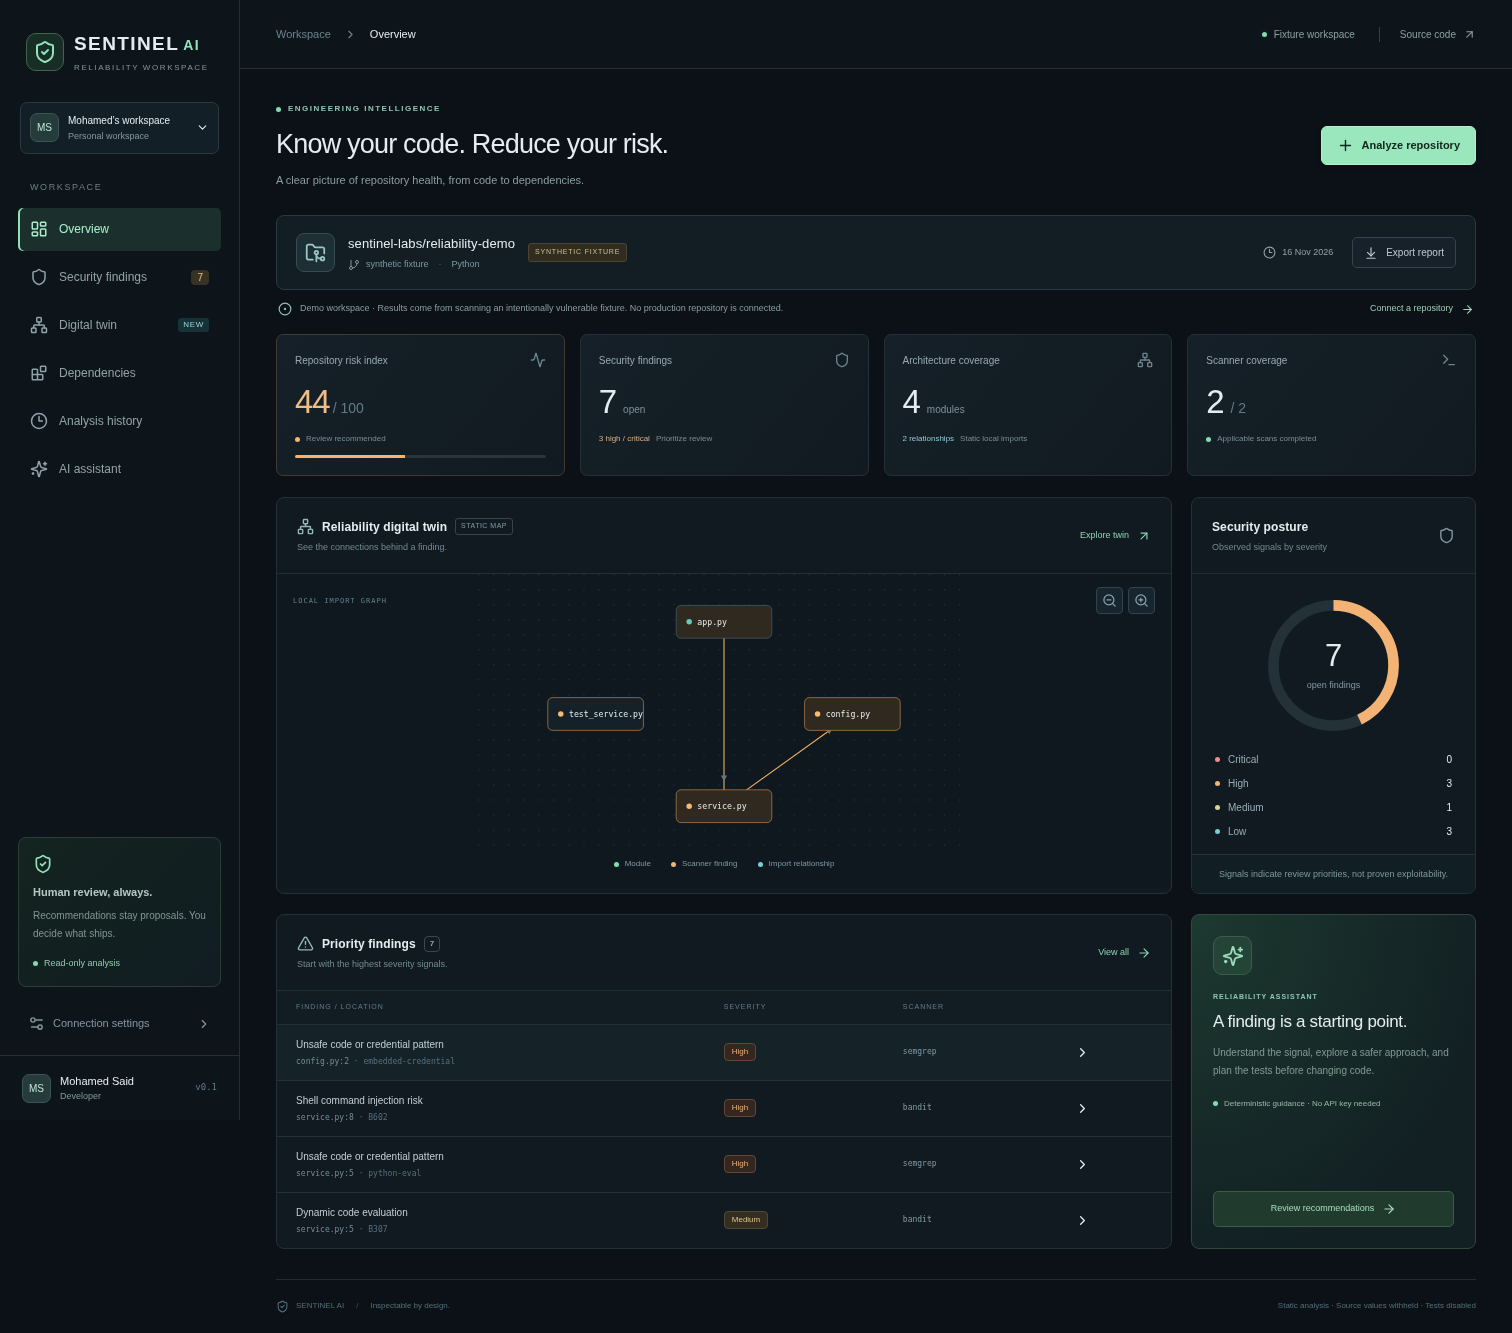 SENTINEL AI
RELIABILITY WORKSPACE
MS
Mohamed's workspace
Personal workspace
WORKSPACE
Overview
Security findings 7
Digital twin NEW
Dependencies
Analysis history
AI assistant
Human review, always.
Recommendations stay proposals. You
decide what ships.
Read-only analysis
Connection settings
MS
Mohamed Said
Developer
v0.1
Workspace Overview
Fixture workspace
Source code
ENGINEERING INTELLIGENCE
Know your code. Reduce your risk.
A clear picture of repository health, from code to dependencies.
Analyze repository
sentinel-labs/reliability-demo SYNTHETIC FIXTURE
synthetic fixture · Python
16 Nov 2026
Export report
Demo workspace · Results come from scanning an intentionally vulnerable fixture. No production repository is connected.
Connect a repository
Repository risk index
44 / 100
Review recommended
Security findings
7 open
3 high / critical Prioritize review
Architecture coverage
4 modules
2 relationships Static local imports
Scanner coverage
2 / 2
Applicable scans completed
Reliability digital twin STATIC MAP
See the connections behind a finding.
Explore twin
LOCAL IMPORT GRAPH
app.py
test_service.py
config.py
service.py
Module Scanner finding Import relationship
Security posture
Observed signals by severity
7
open findings
Critical 0
High 3
Medium 1
Low 3
Signals indicate review priorities, not proven exploitability.
Priority findings 7
Start with the highest severity signals.
View all
FINDING / LOCATION SEVERITY SCANNER
Unsafe code or credential pattern
config.py:2 · embedded-credential
High
semgrep
Shell command injection risk
service.py:8 · B602
High
bandit
Unsafe code or credential pattern
service.py:5 · python-eval
High
semgrep
Dynamic code evaluation
service.py:5 · B307
Medium
bandit
RELIABILITY ASSISTANT
A finding is a starting point.
Understand the signal, explore a safer approach, and
plan the tests before changing code.
Deterministic guidance · No API key needed
Review recommendations
SENTINEL AI / Inspectable by design.
Static analysis · Source values withheld · Tests disabled